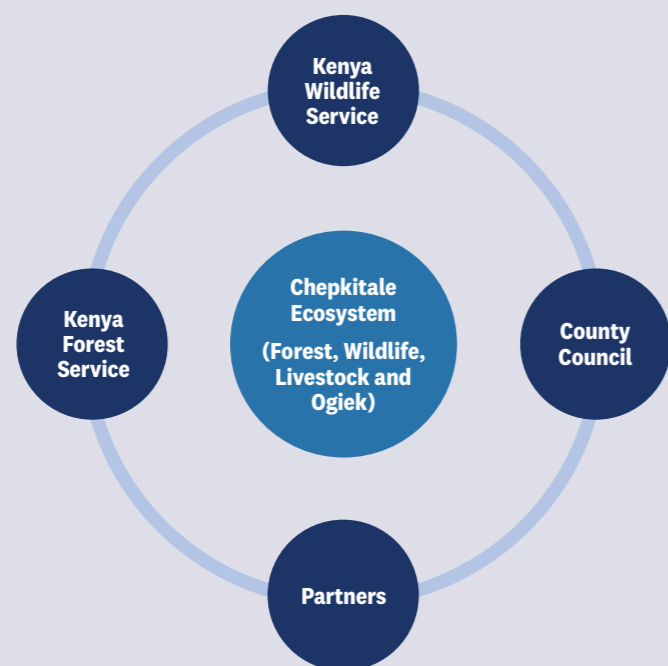 Kenya
Wildlife
Service
Chepkitale
Ecosystem
(Forest, Wildlife,
Livestock and
Ogiek)
Kenya
Forest
Service
County
Council
Partners